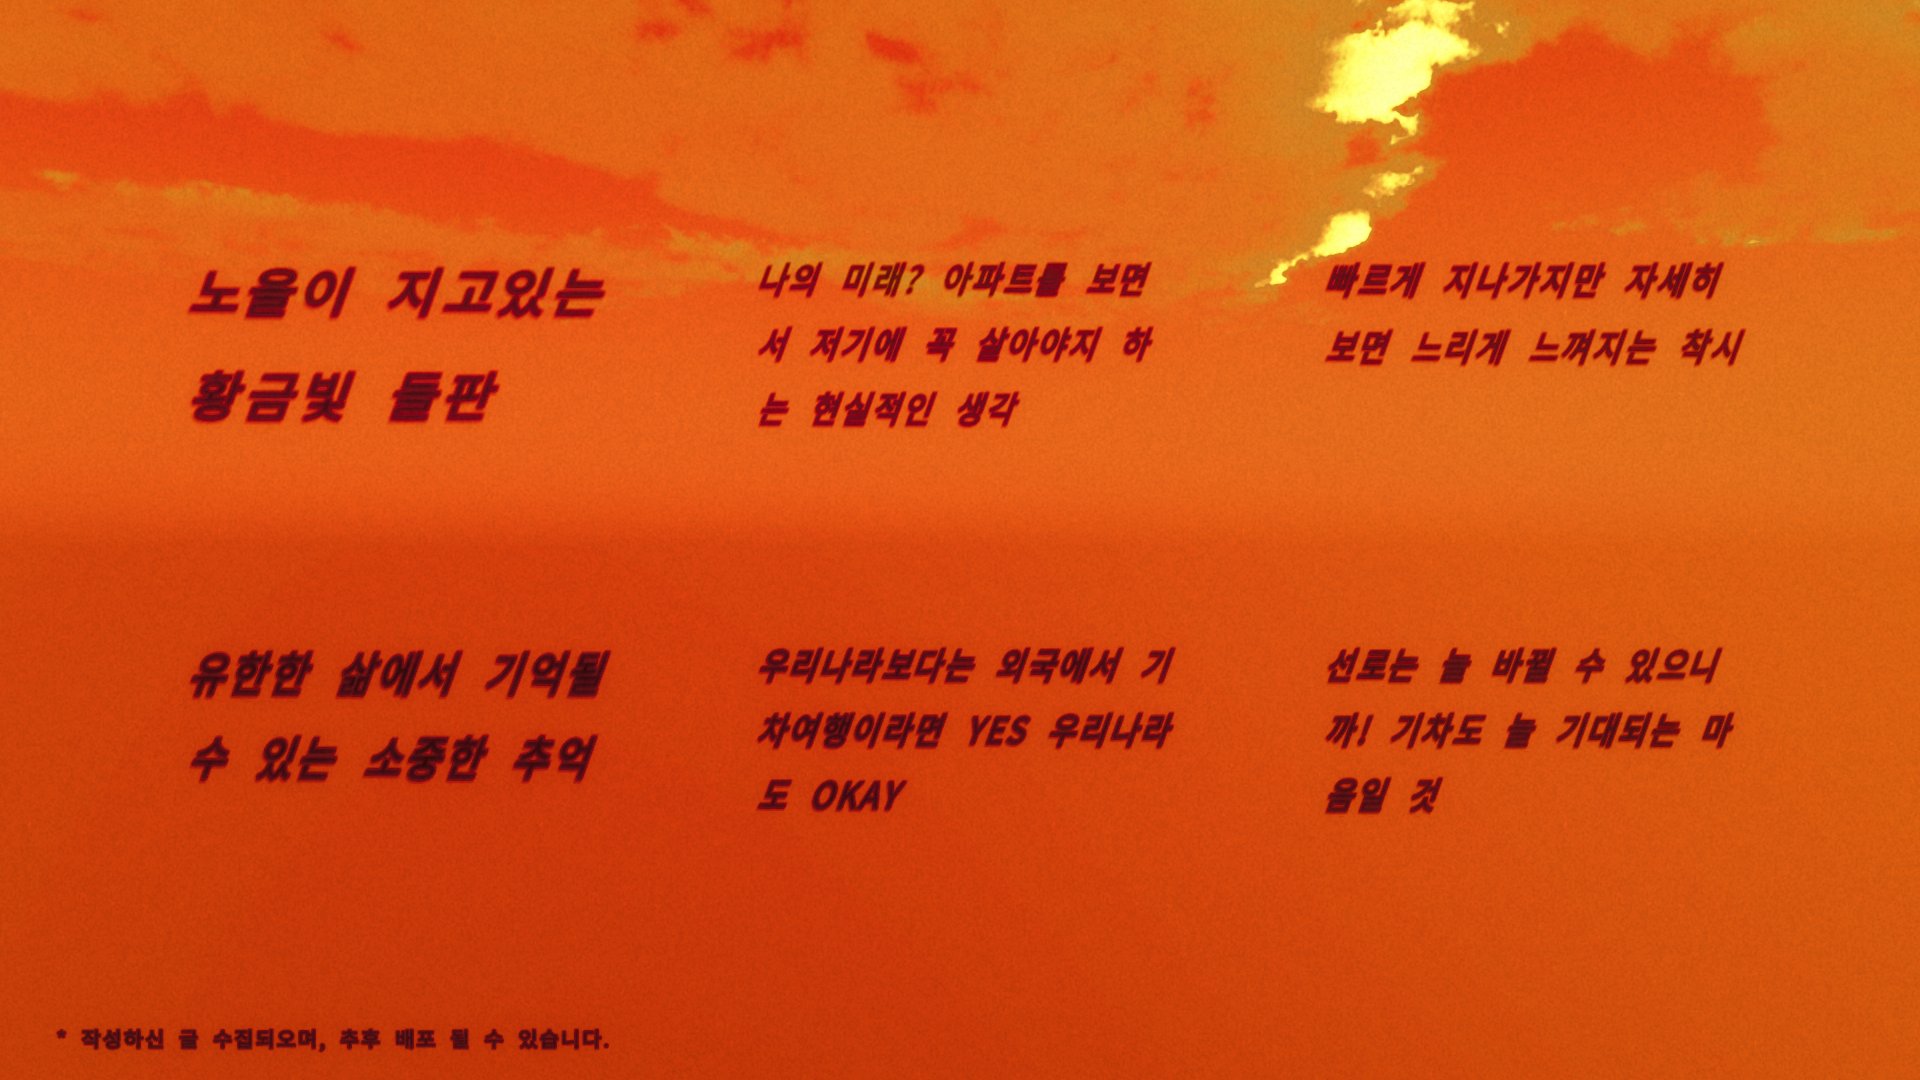 노을이 지고있는
황금빛 들판
나의 미래? 아파트를 보면
서 저기에 꼭 살아야지 하
는 현실적인 생각
빠르게 지나가지만 자세히
보면 느리게 느껴지는 착시
유한한 삶에서 기억될
수 있는 소중한 추억
우리나라보다는 외국에서 기
차여행이라면 YES 우리나라
도 OKAY
선로는 늘 바뀔 수 있으니
까! 기차도 늘 기대되는 마
음일 것
* 작성하신 글 수집되오며, 추후 배포 될 수 있습니다.